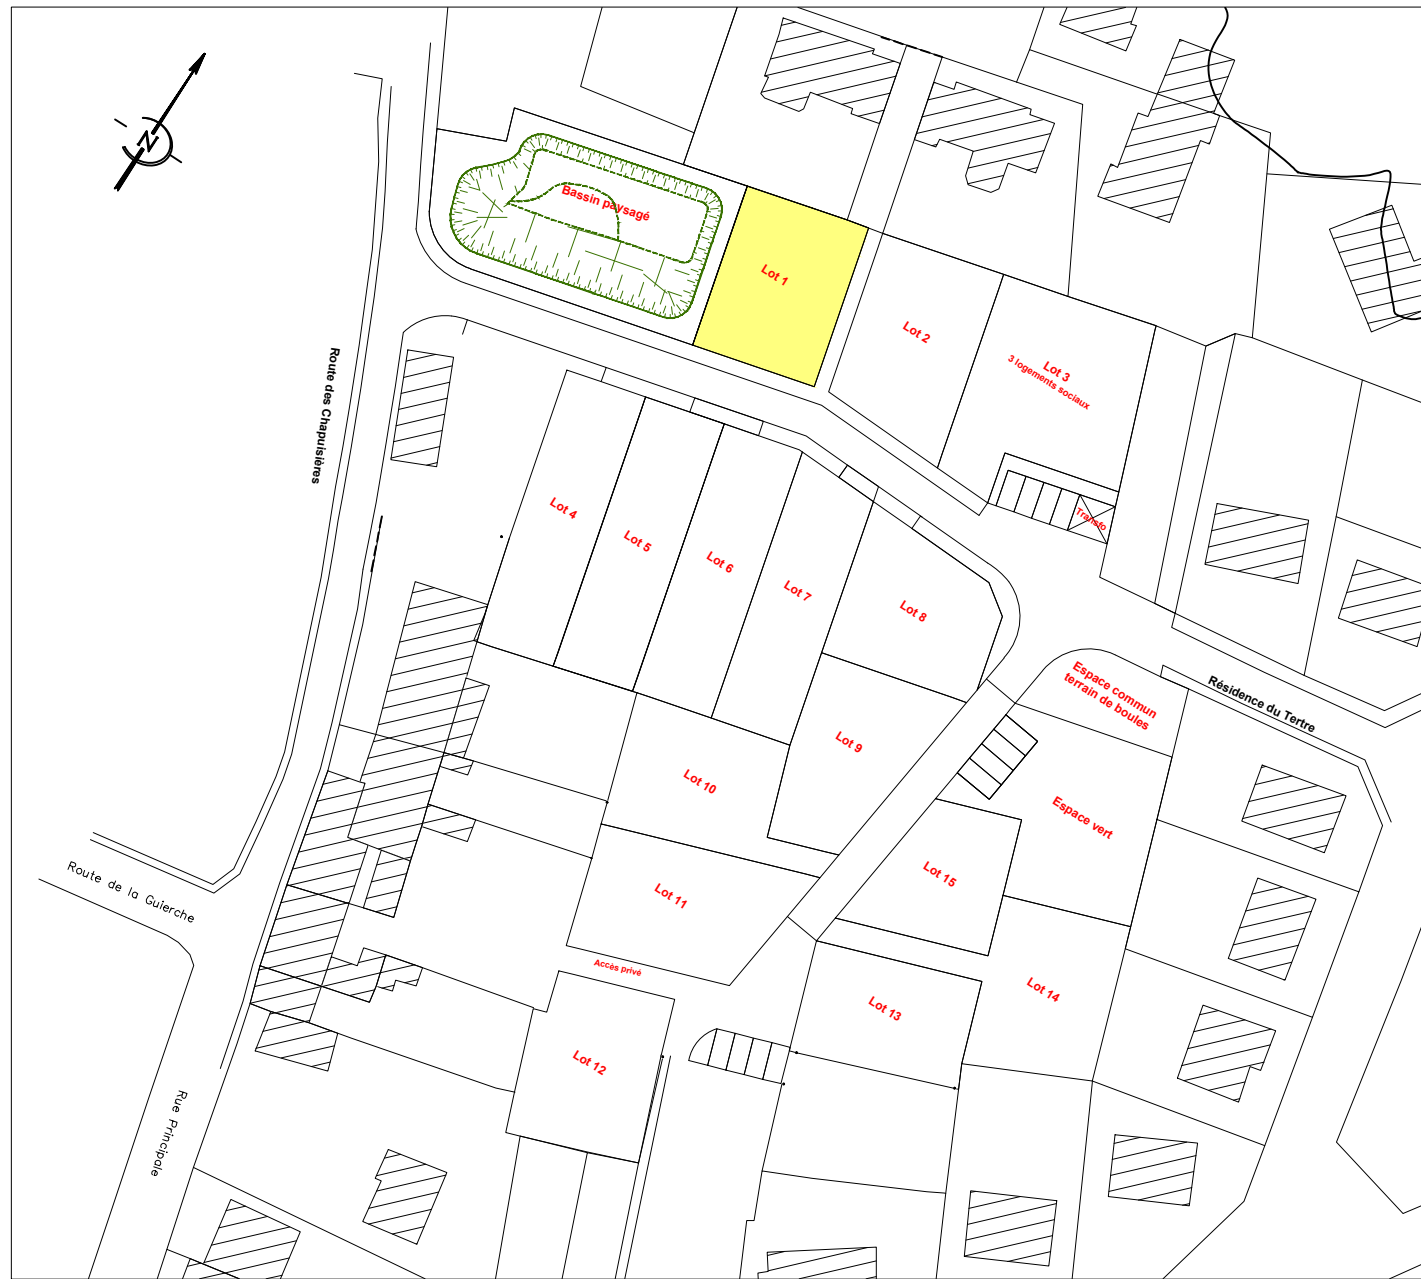 N
Bassin paysagé
Lot 1
Lot 2
Lot 3
3 logements sociaux
Route des Chapuisières
Lot 4
Lot 5
Lot 6
Lot 7
Lot 8
Transfo
Espace commun
terrain de boules
Résidence du Tertre
Lot 9
Lot 10
Espace vert
Lot 11
Lot 15
Route de la Guierche
Accès privé
Lot 12
Lot 13
Lot 14
Rue Principale